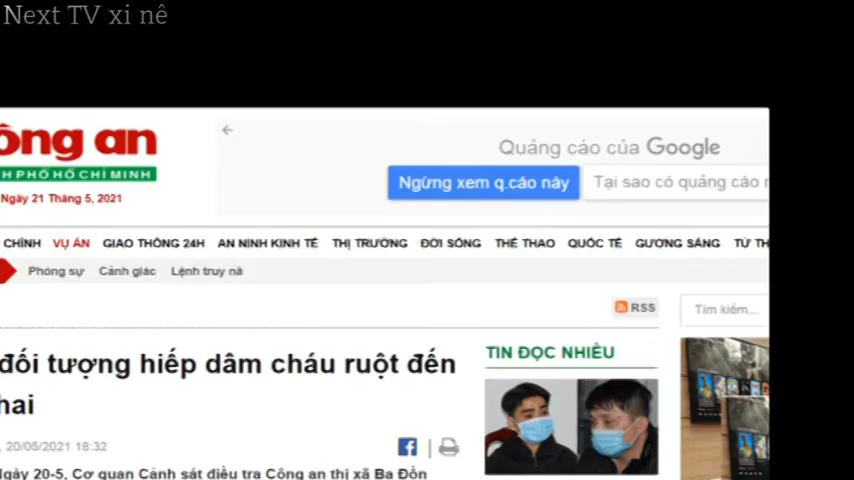 Next TV xi nê
ông an
H PHỐ HỒ CHÍ MINH
Ngày 21 Tháng 5, 2021
Quảng cáo của Google
Ngừng xem q.cáo này
Tại sao có quảng cáo n
CHÍNH VỤ ÁN GIAO THÔNG 24H AN NINH KINH TẾ THỊ TRƯỜNG ĐỜI SỐNG THỂ THAO QUỐC TẾ GƯƠNG SÁNG TỪ TH
Phóng sự Cảnh giác Lệnh truy nã
RSS
Tìm kiếm...
đối tượng hiếp dâm cháu ruột đến
hai
TIN ĐỌC NHIỀU
, 20/05/2021 18:32
Ngày 20-5, Cơ quan Cảnh sát điều tra Công an thị xã Ba Đồn